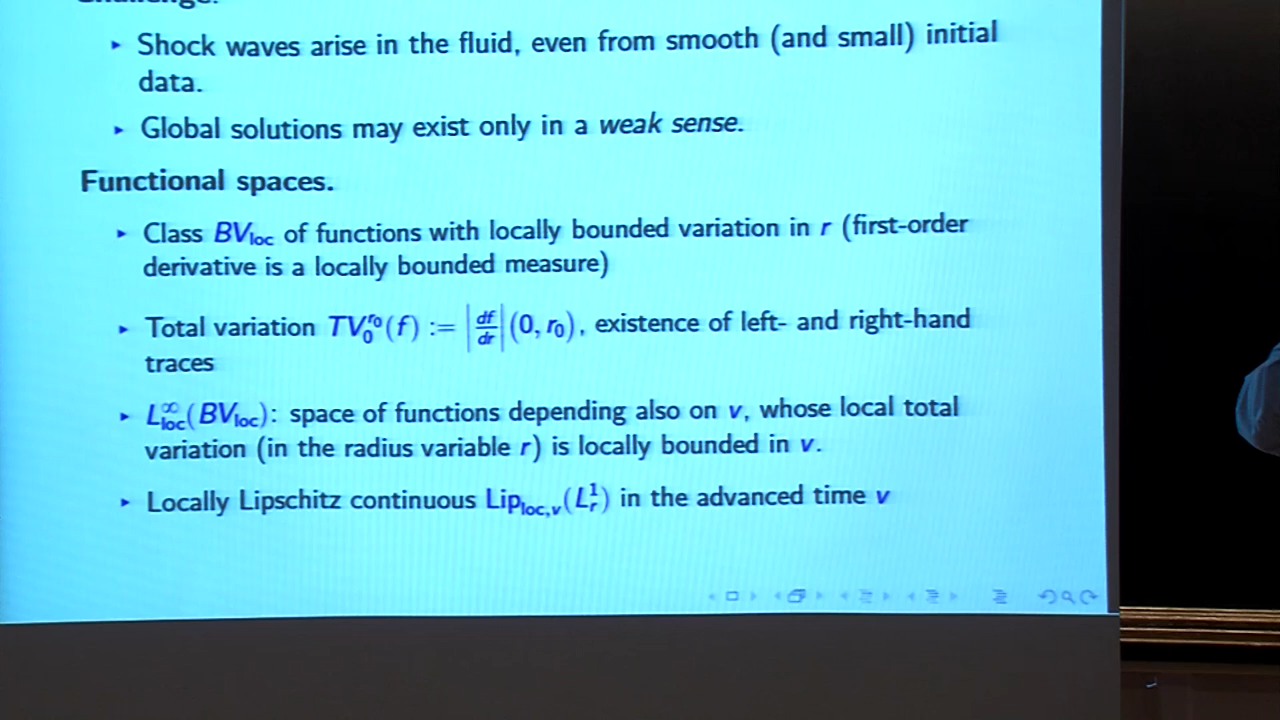 Challenge.
▸ Shock waves arise in the fluid, even from smooth (and small) initial
data.
▸ Global solutions may exist only in a weak sense.
Functional spaces.
▸ Class BV_loc of functions with locally bounded variation in r (first-order
derivative is a locally bounded measure)
▸ Total variation TV_0^{r_0}(f) := |df/dr|(0, r_0), existence of left- and right-hand
traces
▸ L^∞_loc(BV_loc): space of functions depending also on v, whose local total
variation (in the radius variable r) is locally bounded in v.
▸ Locally Lipschitz continuous Lip_{loc,v}(L^1_r) in the advanced time v